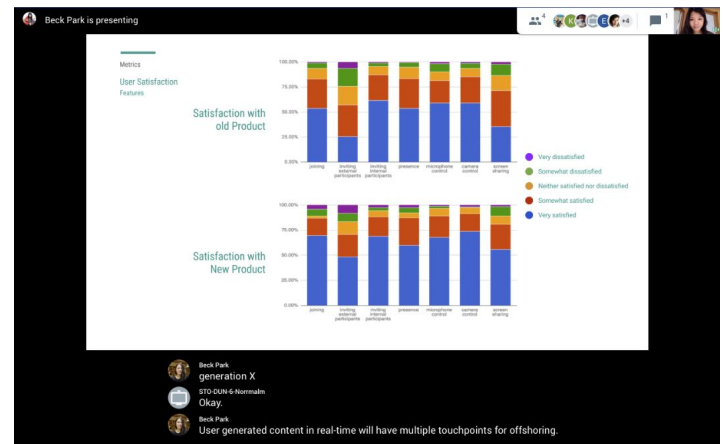 Beck Park is presenting
4
K
E
+4
1
Metrics
User Satisfaction
Features
Satisfaction with
old Product
100.00%
75.00%
50.00%
25.00%
0.00%
joining
inviting
external
participants
inviting
internal
participants
presence
microphone
control
camera
control
screen
sharing
Very dissatisfied
Somewhat dissatisfied
Neither satisfied nor dissatisfied
Somewhat satisfied
Very satisfied
Satisfaction with
New Product
100.00%
75.00%
50.00%
25.00%
0.00%
joining
inviting
external
participants
inviting
internal
participants
presence
microphone
control
camera
control
screen
sharing
Beck Park
generation X
STO-DUN-6-Norrmalm
Okay.
Beck Park
User generated content in real-time will have multiple touchpoints for offshoring.